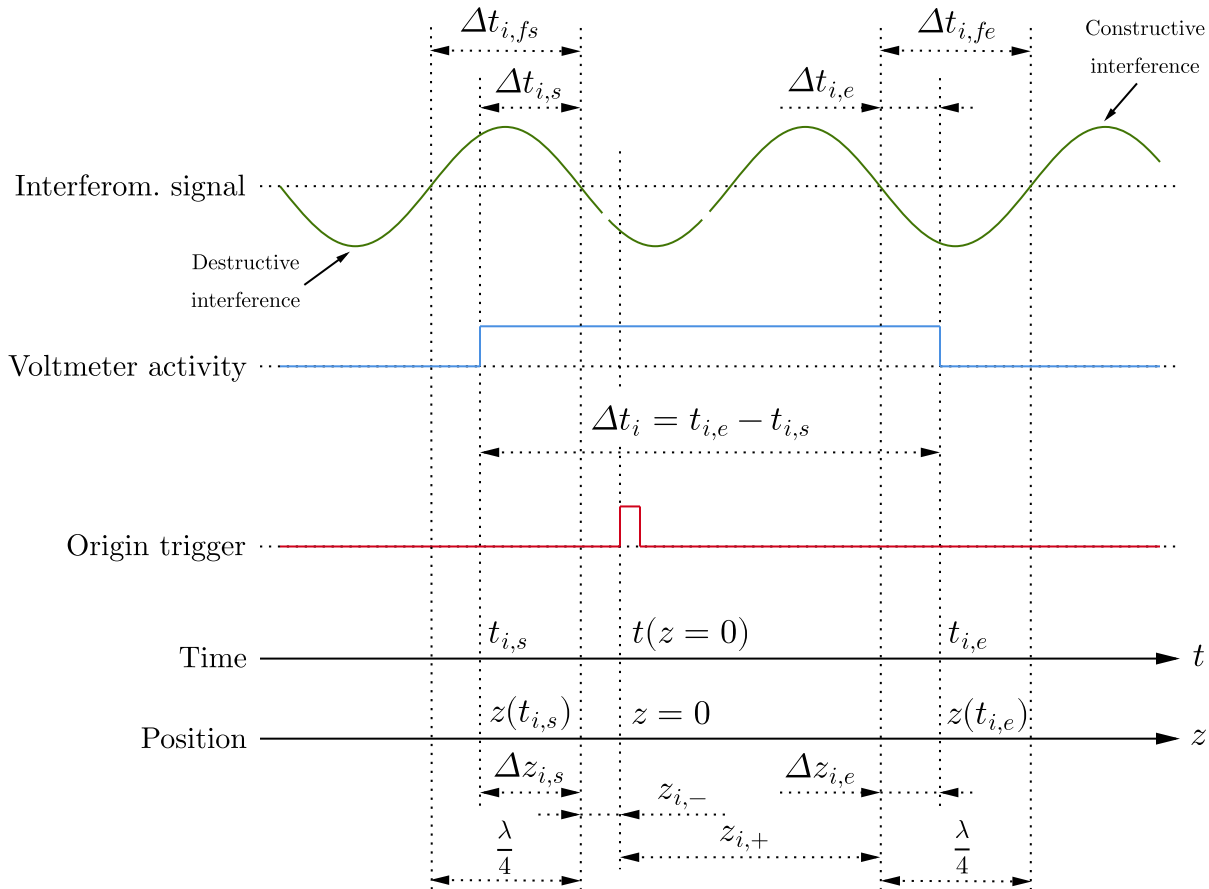 Δt_{i,fs}
Δt_{i,fe}
Constructive
interference
Δt_{i,s}
Δt_{i,e}
Interferom. signal
Destructive
interference
Voltmeter activity
Δt_i = t_{i,e} − t_{i,s}
Origin trigger
t_{i,s} t(z = 0) t_{i,e}
Time t
z(t_{i,s}) z = 0 z(t_{i,e})
Position z
Δz_{i,s} Δz_{i,e}
z_{i,−}
z_{i,+}
λ/4 λ/4